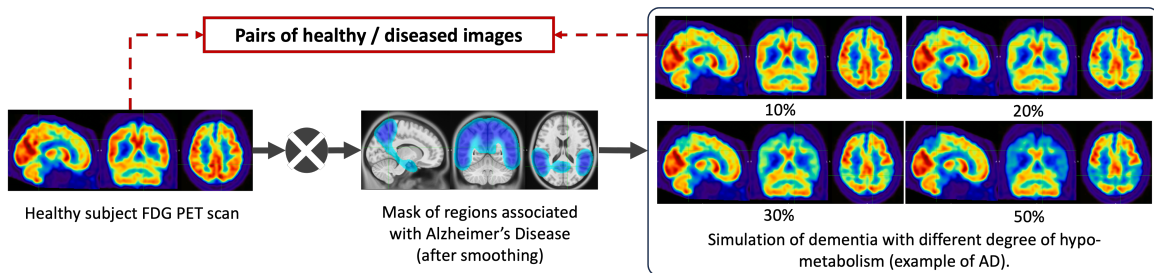 Pairs of healthy / diseased images
10%
20%
30%
50%
Healthy subject FDG PET scan
Mask of regions associated
with Alzheimer's Disease
(after smoothing)
Simulation of dementia with different degree of hypo-
metabolism (example of AD).